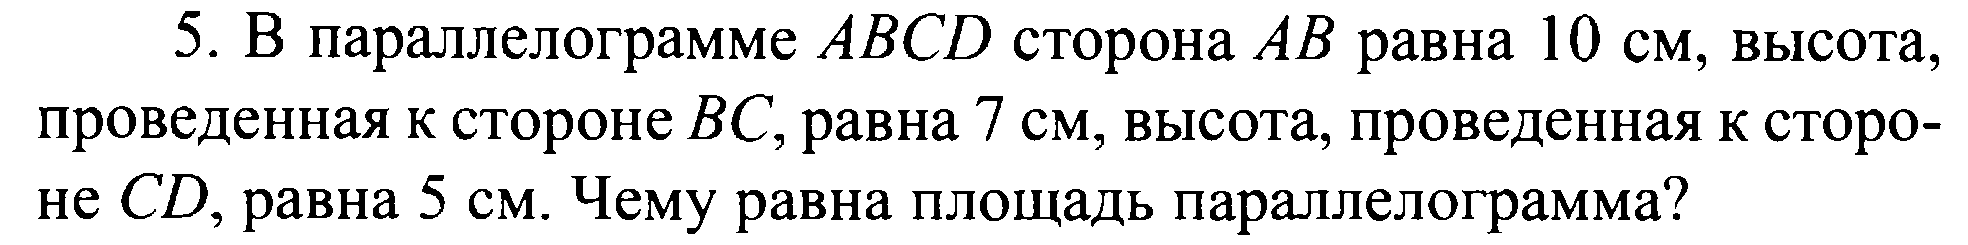 5. В параллелограмме ABCD сторона AB равна 10 см, высота,
проведенная к стороне BC, равна 7 см, высота, проведенная к сторо-
не CD, равна 5 см. Чему равна площадь параллелограмма?